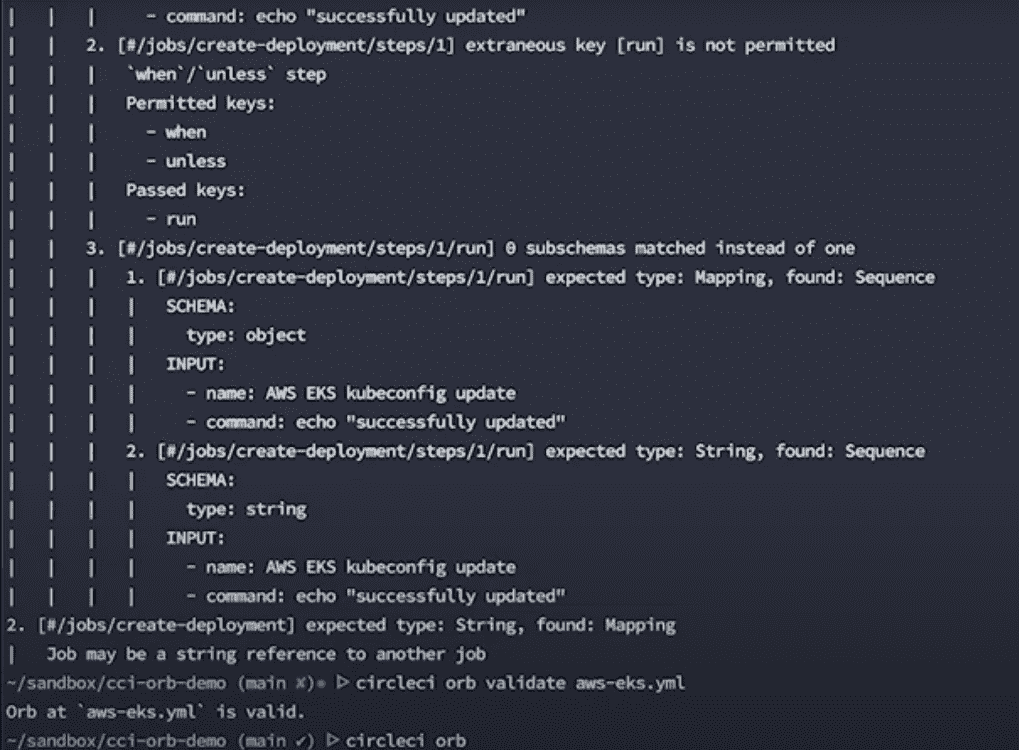 |   |   |     - command: echo "successfully updated"
|   |   2. [#/jobs/create-deployment/steps/1] extraneous key [run] is not permitted
|   |   |   `when`/`unless` step
|   |   |   Permitted keys:
|   |   |     - when
|   |   |     - unless
|   |   |   Passed keys:
|   |   |     - run
|   |   3. [#/jobs/create-deployment/steps/1/run] 0 subschemas matched instead of one
|   |   |   1. [#/jobs/create-deployment/steps/1/run] expected type: Mapping, found: Sequence
|   |   |   |   SCHEMA:
|   |   |   |     type: object
|   |   |   |   INPUT:
|   |   |   |     - name: AWS EKS kubeconfig update
|   |   |   |     - command: echo "successfully updated"
|   |   |   2. [#/jobs/create-deployment/steps/1/run] expected type: String, found: Sequence
|   |   |   |   SCHEMA:
|   |   |   |     type: string
|   |   |   |   INPUT:
|   |   |   |     - name: AWS EKS kubeconfig update
|   |   |   |     - command: echo "successfully updated"
2. [#/jobs/create-deployment] expected type: String, found: Mapping
|   Job may be a string reference to another job
~/sandbox/cci-orb-demo (main ✗)* ▷ circleci orb validate aws-eks.yml
Orb at `aws-eks.yml` is valid.
~/sandbox/cci-orb-demo (main ✓) ▷ circleci orb